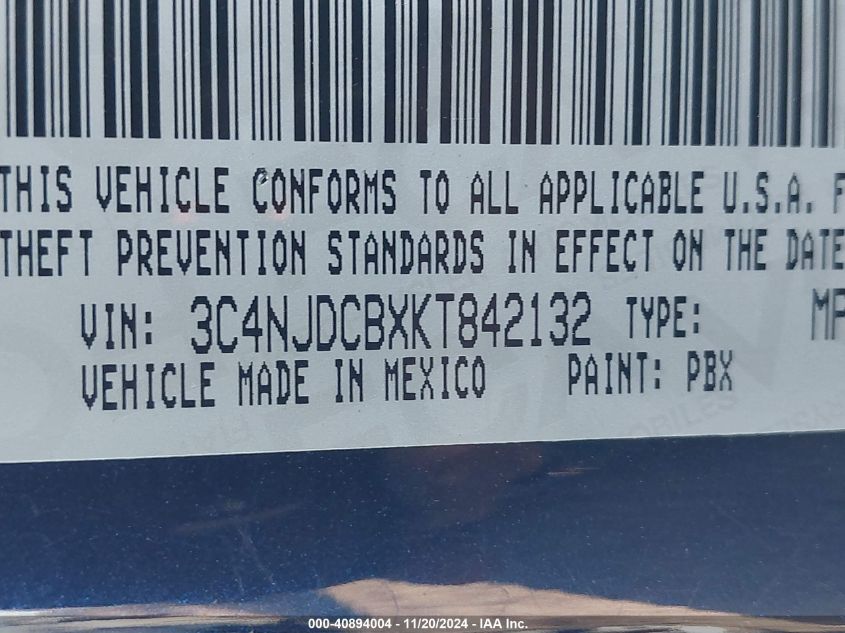 THIS VEHICLE CONFORMS TO ALL APPLICABLE U.S.A. F
THEFT PREVENTION STANDARDS IN EFFECT ON THE DATE
VIN: 3C4NJDCBXKT842132 TYPE: MP
VEHICLE MADE IN MEXICO PAINT: PBX
000-40894004 - 11/20/2024 - IAA Inc.